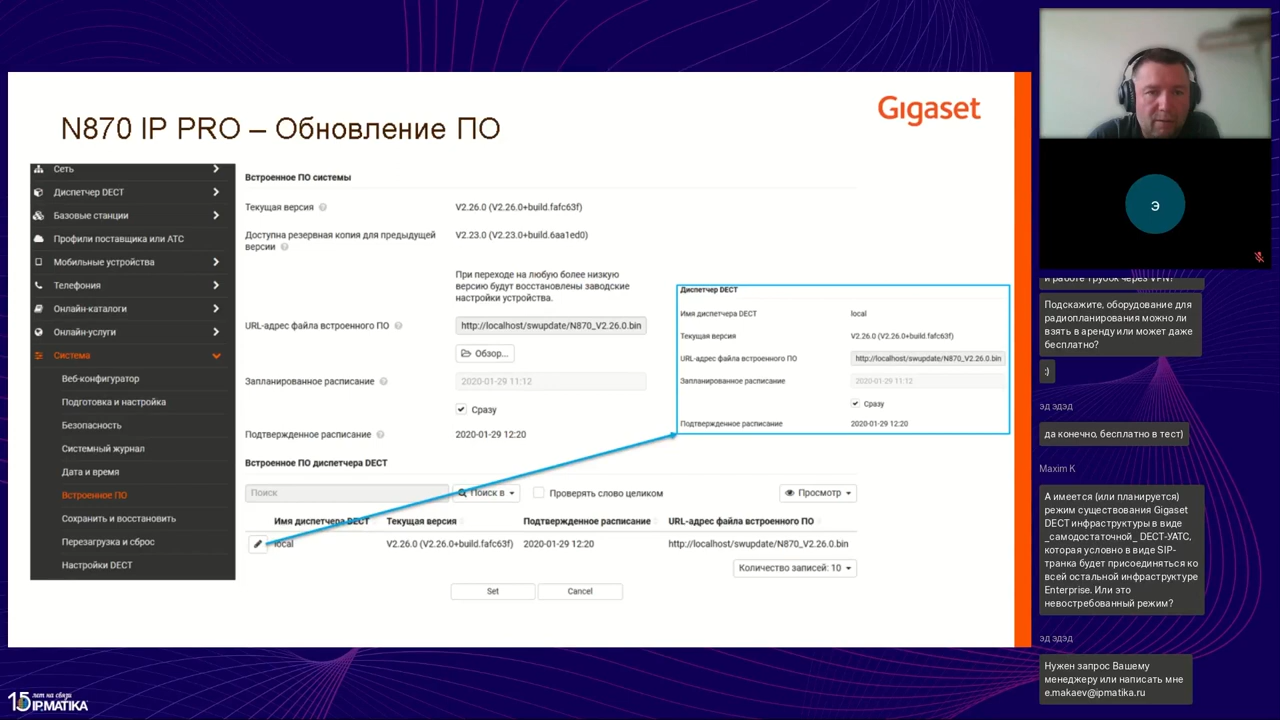 Gigaset
N870 IP PRO – Обновление ПО
Сеть
Диспетчер DECT
Базовые станции
Профили поставщика или АТС
Мобильные устройства
Телефония
Онлайн-каталоги
Онлайн-услуги
Система
Веб-конфигуратор
Подготовка и настройка
Безопасность
Системный журнал
Дата и время
Встроенное ПО
Сохранить и восстановить
Перезагрузка и сброс
Настройки DECT
Встроенное ПО системы
Текущая версия
V2.26.0 (V2.26.0+build.fafc63f)
Доступна резервная копия для предыдущей
версии
V2.23.0 (V2.23.0+build.6aa1ed0)
При переходе на любую более низкую
версию будут восстановлены заводские
настройки устройства.
URL-адрес файла встроенного ПО
http://localhost/swupdate/N870_V2.26.0.bin
Обзор...
Запланированное расписание
2020-01-29 11:12
Сразу
Подтвержденное расписание
2020-01-29 12:20
Диспетчер DECT
Имя диспетчера DECT
local
Текущая версия
V2.26.0 (V2.26.0+build.fafc63f)
URL-адрес файла встроенного ПО
http://localhost/swupdate/N870_V2.26.0.bin
Запланированное расписание
2020-01-29 11:12
Сразу
Подтвержденное расписание
2020-01-29 12:20
Встроенное ПО диспетчера DECT
Поиск
Поиск в
Проверять слово целиком
Просмотр
Имя диспетчера DECT Текущая версия Подтвержденное расписание URL-адрес файла встроенного ПО
local V2.26.0 (V2.26.0+build.fafc63f) 2020-01-29 12:20 http://localhost/swupdate/N870_V2.26.0.bin
Количество записей: 10
Set
Cancel
15 лет на связи
IPMATIKA
Э
и работе трубок через VPN?
Подскажите, оборудование для
радиопланирования можно ли
взять в аренду или может даже
бесплатно?
:)
эд эдэд
да конечно, бесплатно в тест)
Maxim K
А имеется (или планируется)
режим существования Gigaset
DECT инфраструктуры в виде
_самодостаточной_ DECT-УАТС,
которая условно в виде SIP-
транка будет присоединяться ко
всей остальной инфраструктуре
Enterprise. Или это
невостребованный режим?
эд эдэд
Нужен запрос Вашему
менеджеру или написать мне
e.makaev@ipmatika.ru